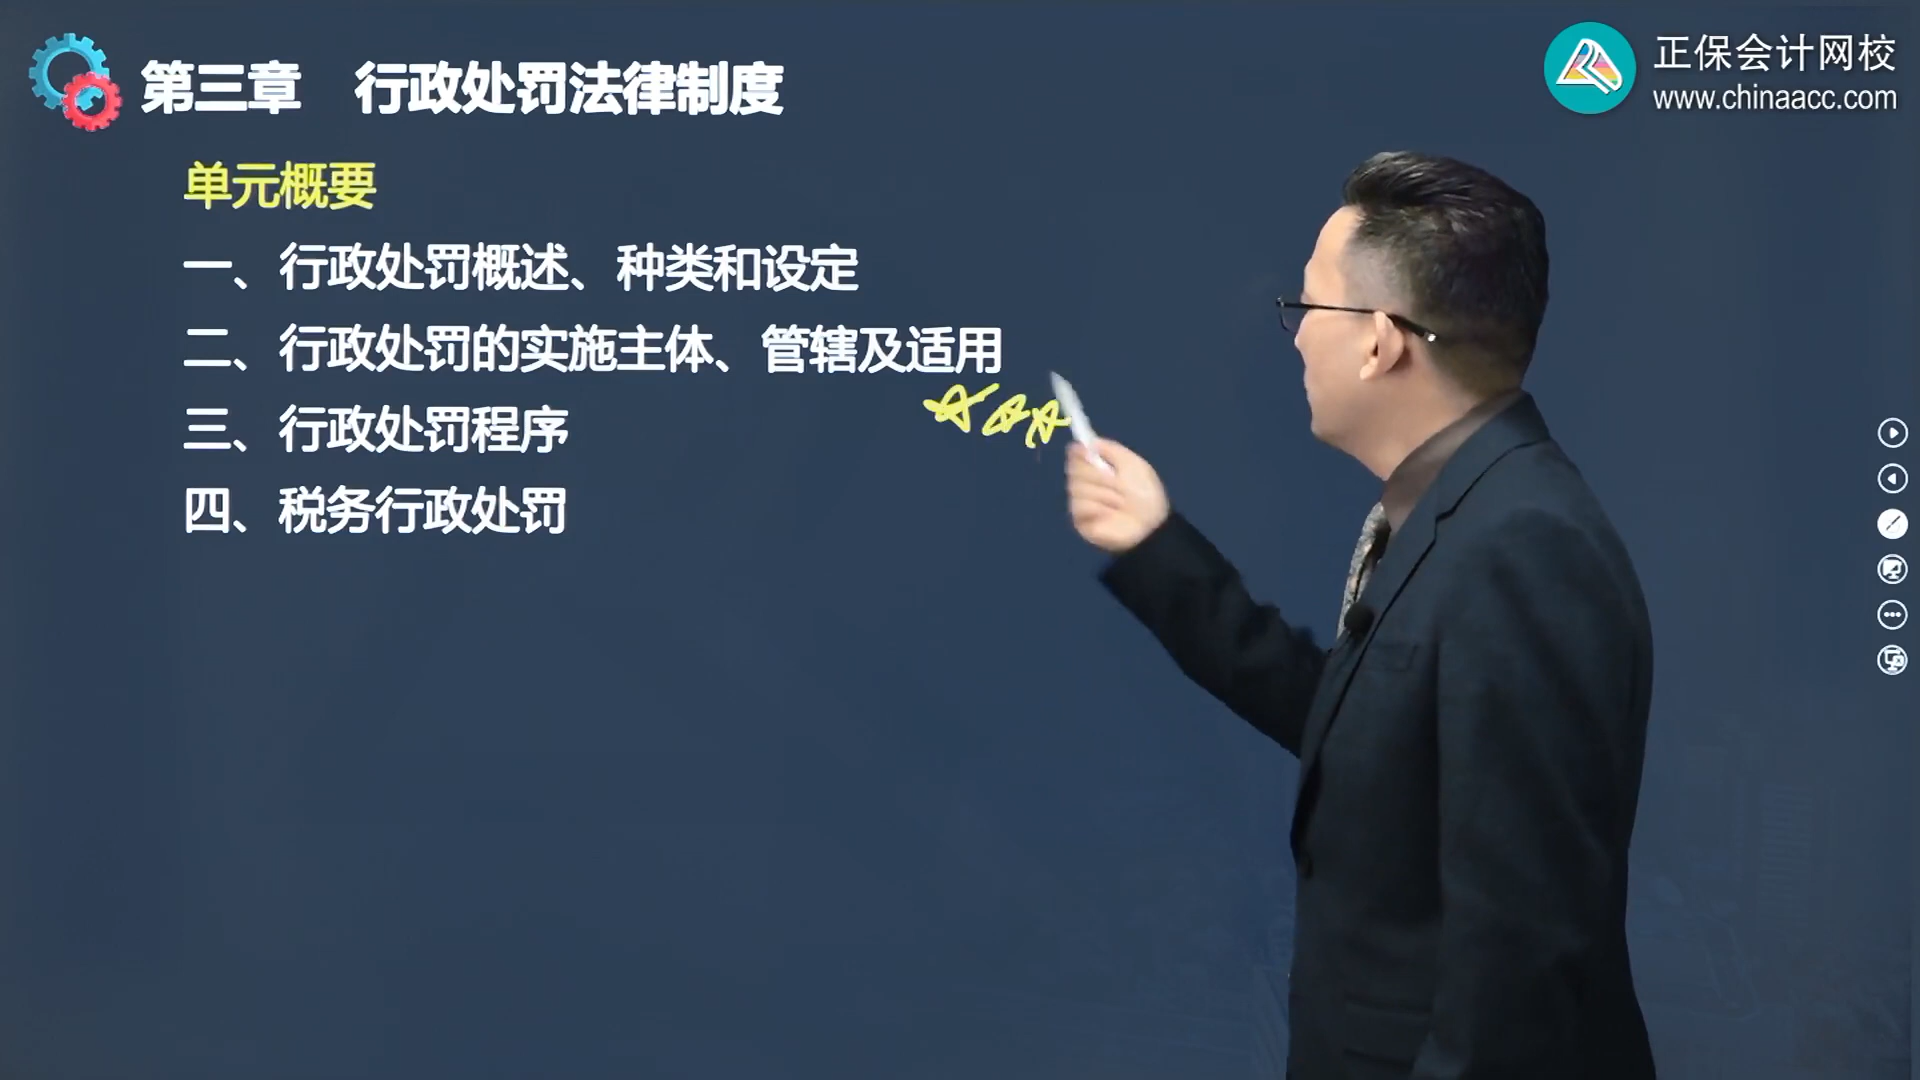 第三章 行政处罚法律制度
正保会计网校
www.chinaacc.com
单元概要
一、行政处罚概述、种类和设定
二、行政处罚的实施主体、管辖及适用
三、行政处罚程序
四、税务行政处罚